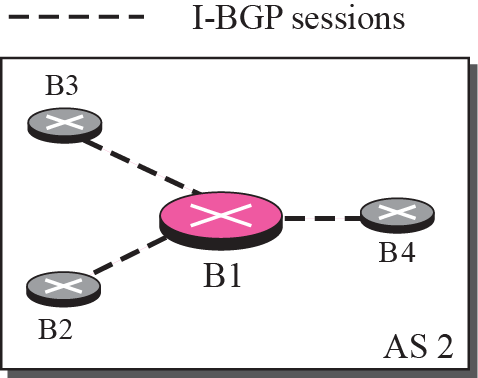 I-BGP sessions
B3
B4
B1
B2
AS 2